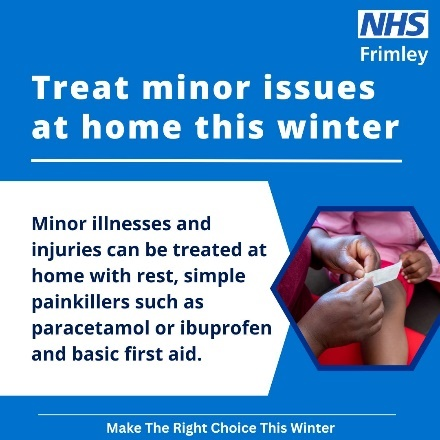 NHS
Frimley
Treat minor issues
at home this winter
Minor illnesses and
injuries can be treated at
home with rest, simple
painkillers such as
paracetamol or ibuprofen
and basic first aid.
Make The Right Choice This Winter